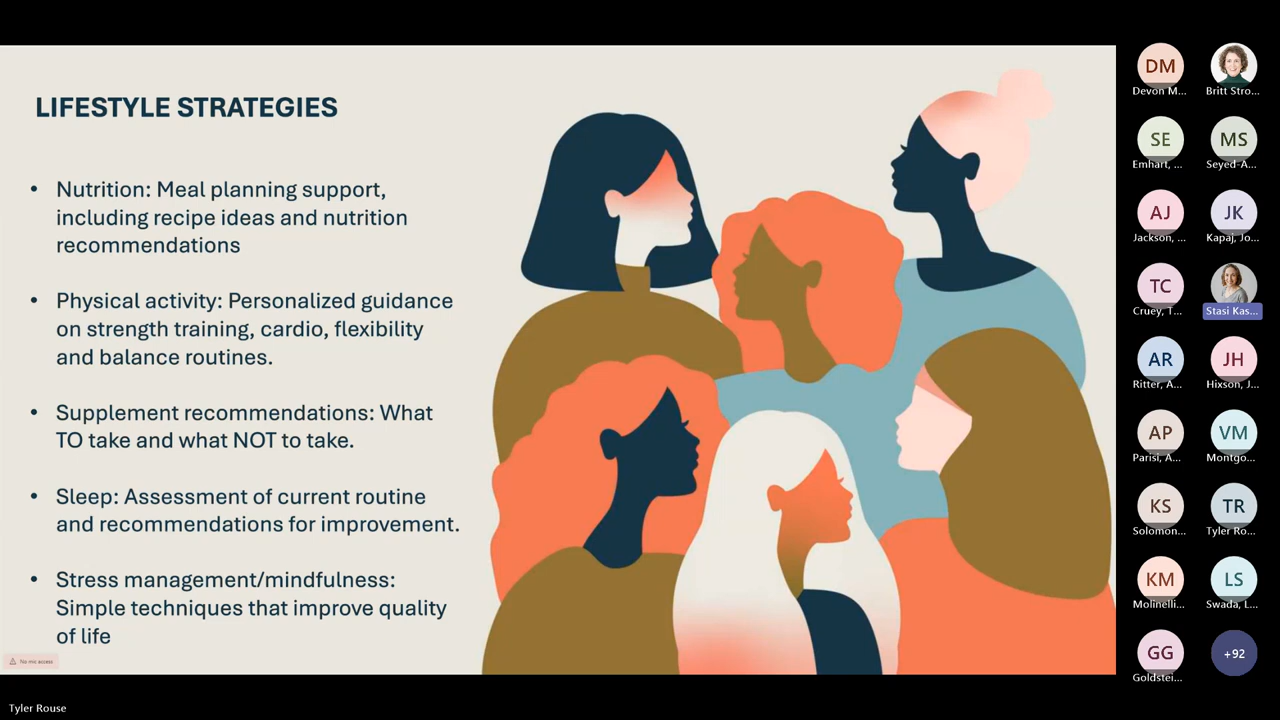 LIFESTYLE STRATEGIES
• Nutrition: Meal planning support,
including recipe ideas and nutrition
recommendations
• Physical activity: Personalized guidance
on strength training, cardio, flexibility
and balance routines.
• Supplement recommendations: What
TO take and what NOT to take.
• Sleep: Assessment of current routine
and recommendations for improvement.
• Stress management/mindfulness:
Simple techniques that improve quality
of life
No mic access
Tyler Rouse
DM
Devon M...
Britt Stro...
SE
Emhart, ...
MS
Seyed-A...
AJ
Jackson, ...
JK
Kapaj, Jo...
TC
Cruey, T...
Stasi Kas...
AR
Ritter, A...
JH
Hixson, J...
AP
Parisi, A...
VM
Montgo...
KS
Solomon...
TR
Tyler Ro...
KM
Molinelli...
LS
Swada, L...
GG
Goldstei...
+92